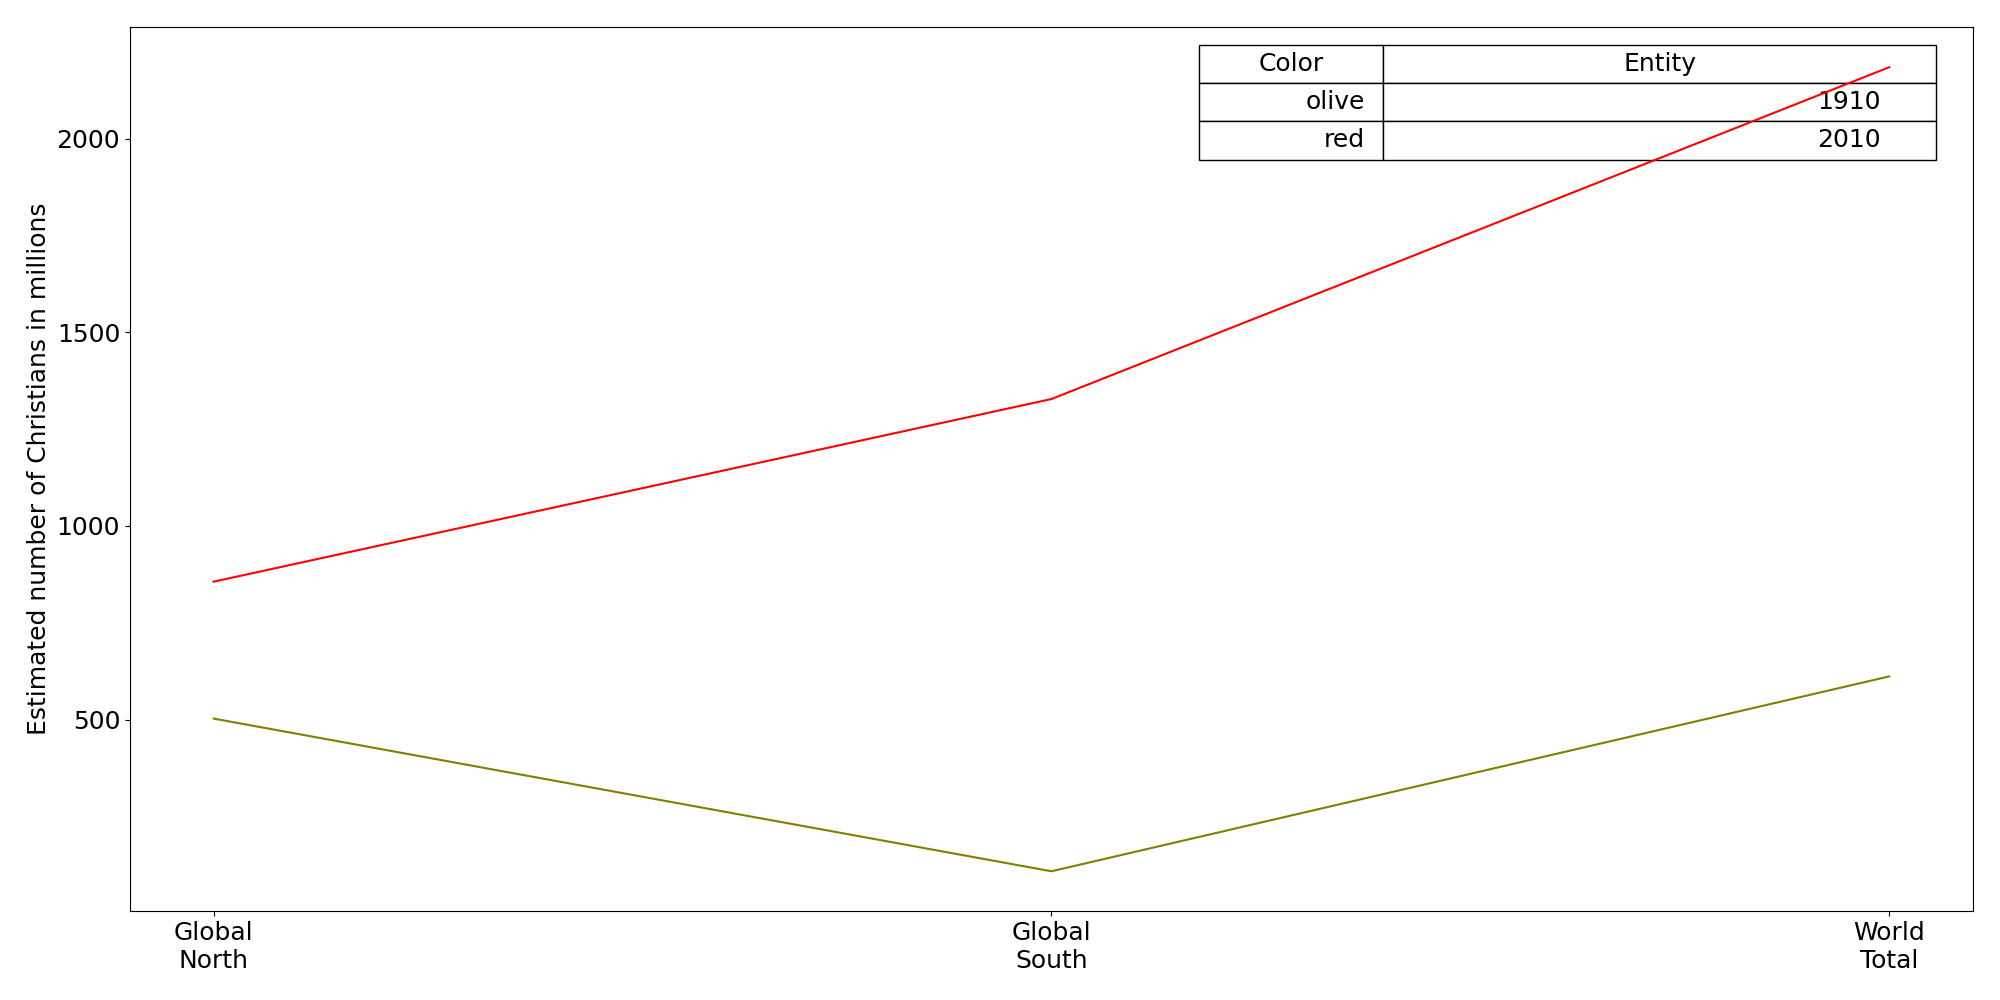 Color Entity
olive 1910
red 2010
2000
1500
1000
500
Estimated number of Christians in millions
Global
North
Global
South
World
Total